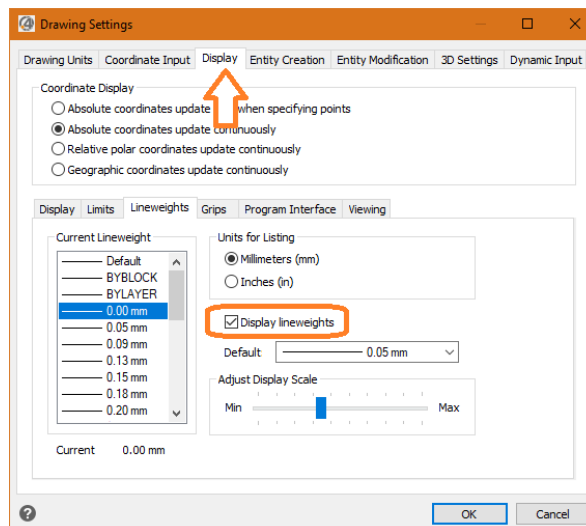 Drawing Settings
Drawing Units Coordinate Input Display Entity Creation Entity Modification 3D Settings Dynamic Input
Coordinate Display
Absolute coordinates update when specifying points
Absolute coordinates update continuously
Relative polar coordinates update continuously
Geographic coordinates update continuously
Display Limits Lineweights Grips Program Interface Viewing
Current Lineweight
Default
BYBLOCK
BYLAYER
0.00 mm
0.05 mm
0.09 mm
0.13 mm
0.15 mm
0.18 mm
0.20 mm
Current 0.00 mm
Units for Listing
Millimeters (mm)
Inches (in)
Display lineweights
Default 0.05 mm
Adjust Display Scale
Min Max
?
OK Cancel